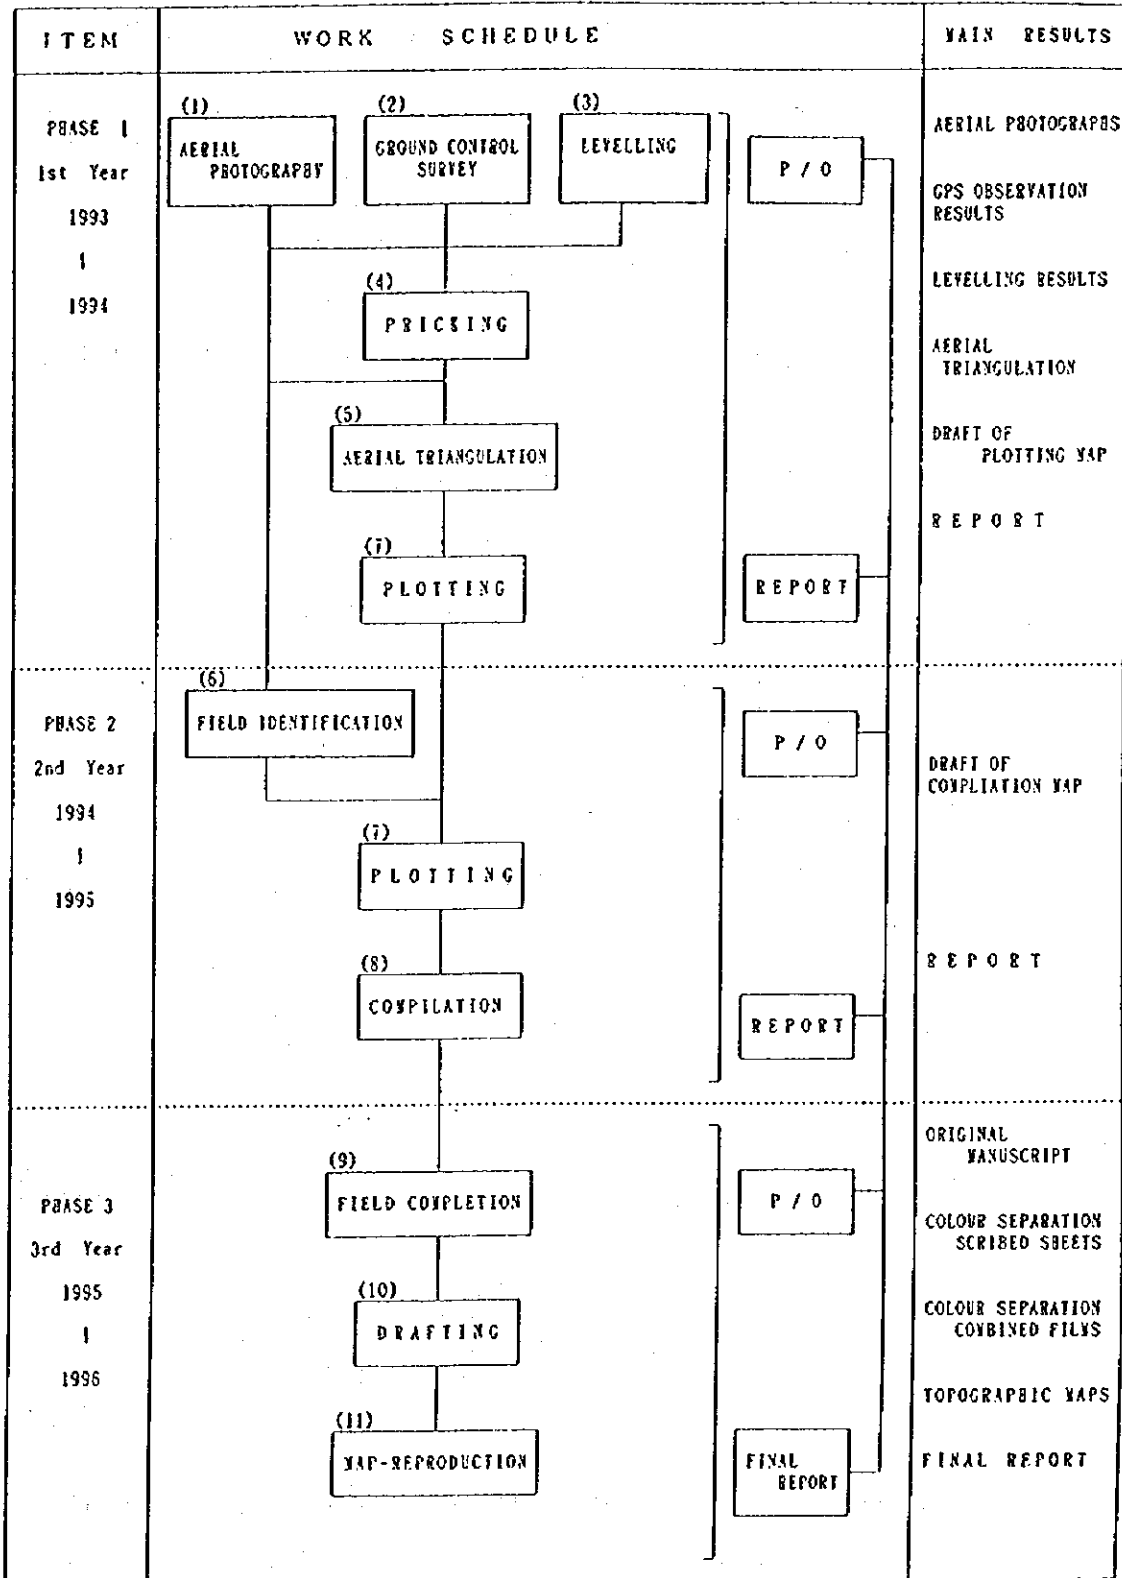 ITEM
WORK SCHEDULE
MAIN RESULTS
PHASE 1
1st Year
1993
1994
(1)
AERIAL
PHOTOGRAPHY
(2)
GROUND CONTROL
SURVEY
(3)
LEVELLING
P / O
(4)
PRICKING
(5)
AERIAL TRIANGULATION
(7)
PLOTTING
REPORT
AERIAL PHOTOGRAPHS
GPS OBSERVATION
RESULTS
LEVELLING RESULTS
AERIAL
TRIANGULATION
DRAFT OF
PLOTTING MAP
REPORT
PHASE 2
2nd Year
1994
1995
(6)
FIELD IDENTIFICATION
P / O
(7)
PLOTTING
(8)
COMPILATION
REPORT
DRAFT OF
COMPLIATION MAP
REPORT
PHASE 3
3rd Year
1995
1996
(9)
FIELD COMPLETION
P / O
(10)
DRAFTING
(11)
MAP-REPRODUCTION
FINAL
REPORT
ORIGINAL
MANUSCRIPT
COLOUR SEPARATION
SCRIBED SHEETS
COLOUR SEPARATION
COMBINED FILMS
TOPOGRAPHIC MAPS
FINAL REPORT